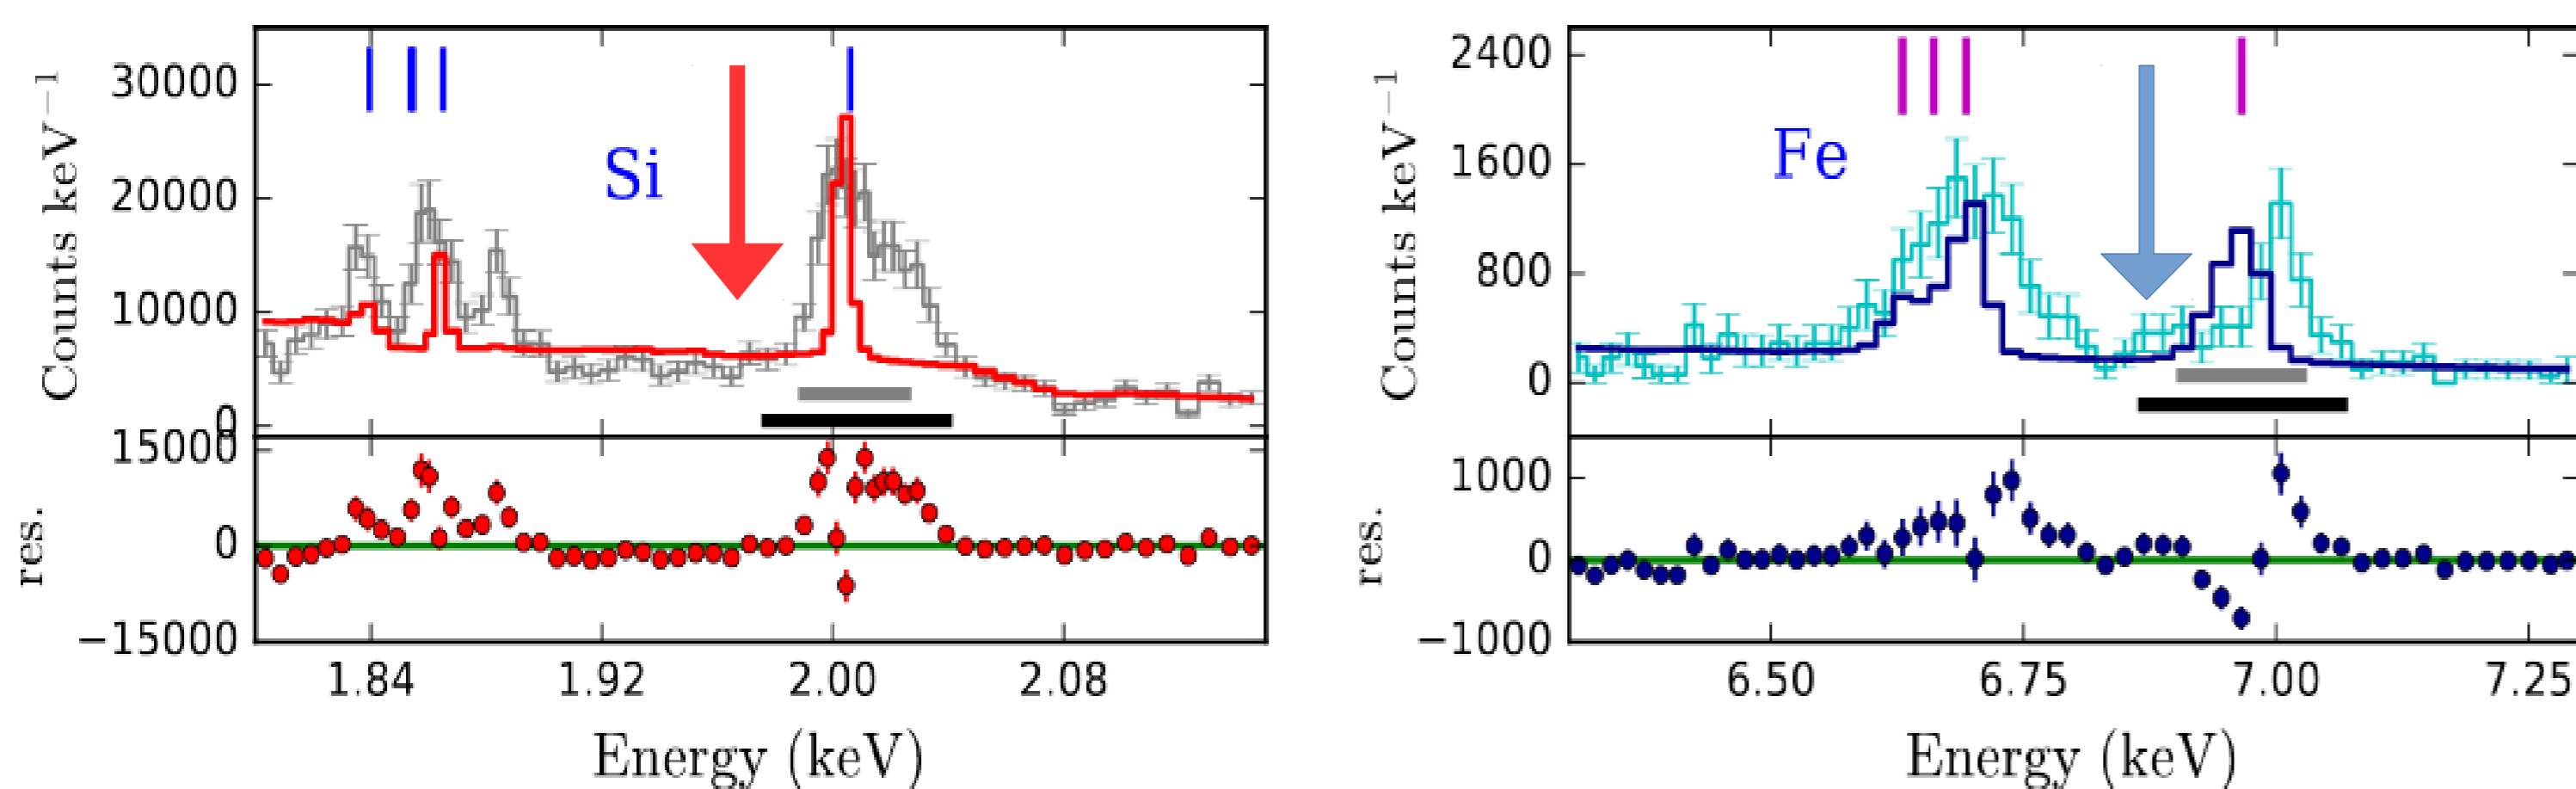 Counts keV⁻¹
30000
20000
10000
0
Si
15000
0
−15000
res.
1.84 1.92 2.00 2.08
Energy (keV)
Counts keV⁻¹
2400
1600
800
0
Fe
1000
0
−1000
res.
6.50 6.75 7.00 7.25
Energy (keV)